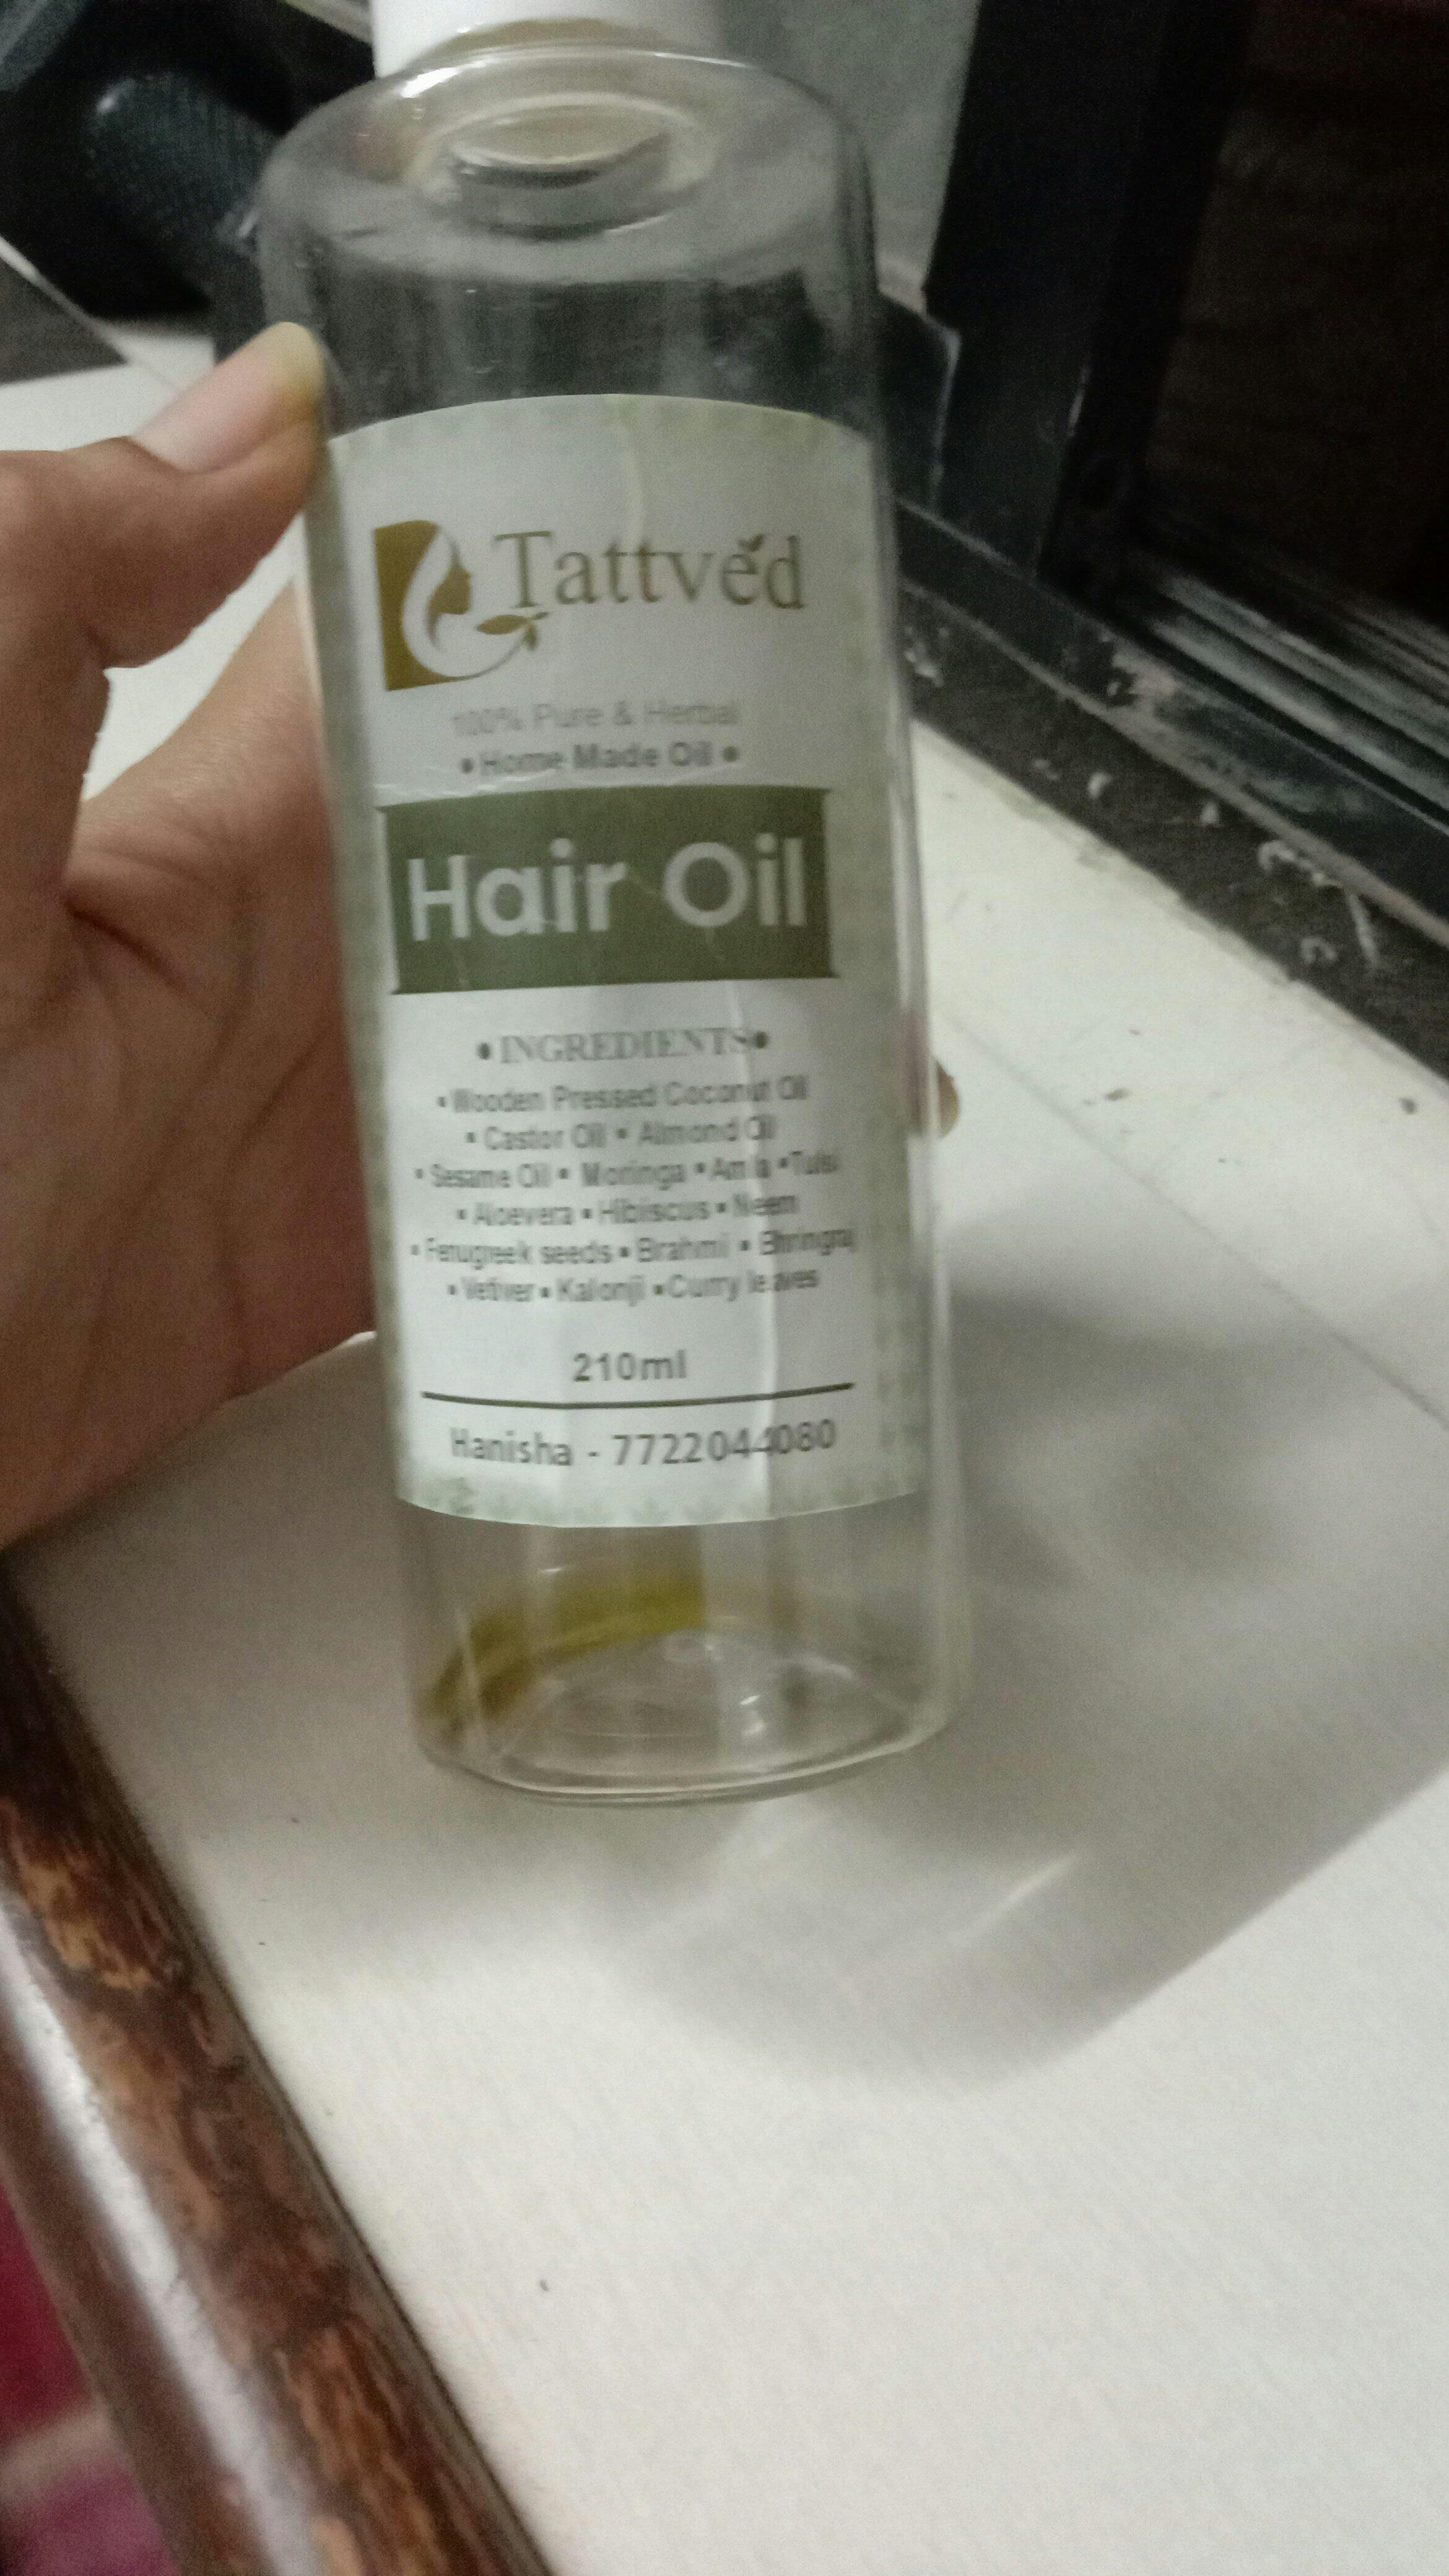 Tattved
100% Pure & Herbal
• Home Made Oil •
Hair Oil
• INGREDIENTS •
• Wooden Pressed Coconut Oil
• Castor Oil • Almond Oil
• Sesame Oil • Moringa • Amla • Tulsi
• Aloevera • Hibiscus • Neem
• Fenugreek seeds • Brahmi • Bhringraj
• Vetiver • Kalonji • Curry leaves
210ml
Hanisha - 7722044080